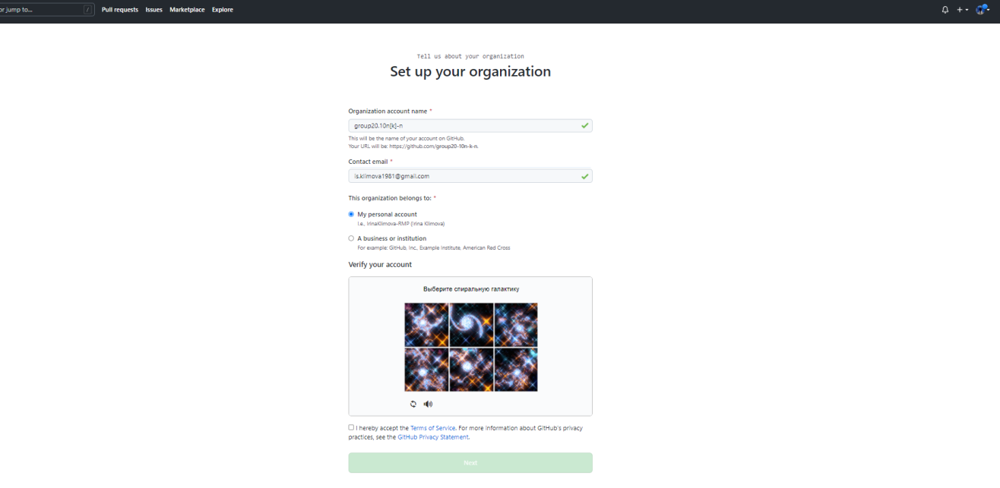 or jump to... / Pull requests Issues Marketplace Explore
Tell us about your organization
Set up your organization
Organization account name *
group20.10n[k]-n
This will be the name of your account on GitHub.
Your URL will be: https://github.com/group20-10n-k-n.
Contact email *
is.klimova1981@gmail.com
This organization belongs to: *
My personal account
I.e., IrinaKlimova-RMP (Irina Klimova)
A business or institution
For example: GitHub, Inc., Example Institute, American Red Cross
Verify your account
Выберите спиральную галактику
I hereby accept the Terms of Service. For more information about GitHub's privacy
practices, see the GitHub Privacy Statement.
Next